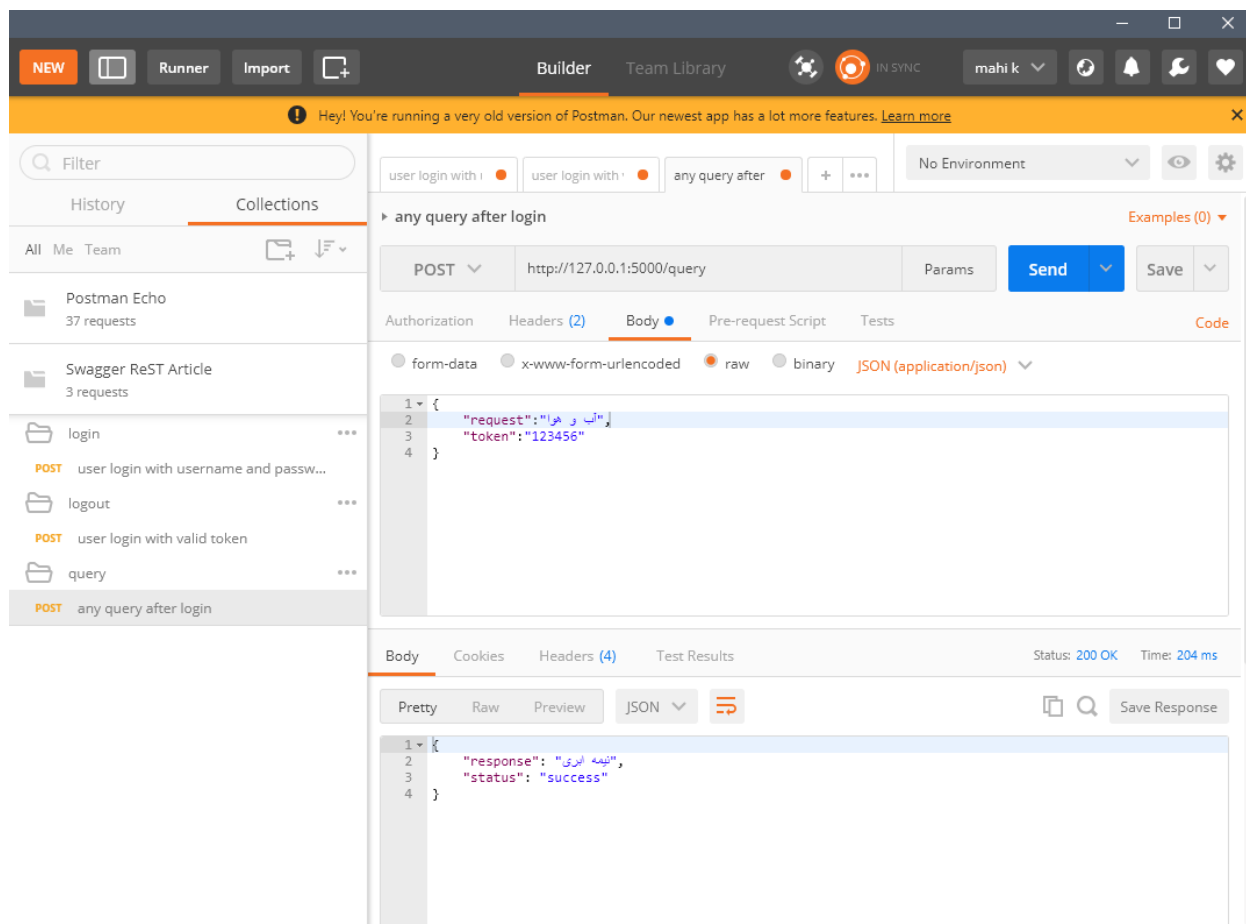 NEW Runner Import Builder Team Library IN SYNC mahi k
Hey! You're running a very old version of Postman. Our newest app has a lot more features. Learn more
Filter
History Collections
All Me Team
Postman Echo
37 requests
Swagger ReST Article
3 requests
login
POST user login with username and passw...
logout
POST user login with valid token
query
POST any query after login
user login with user login with any query after + No Environment
any query after login Examples (0)
POST http://127.0.0.1:5000/query Params Send Save
Authorization Headers (2) Body Pre-request Script Tests Code
form-data x-www-form-urlencoded raw binary JSON (application/json)
1 {
2 "request":"آب و هوا",
3 "token":"123456"
4 }
Body Cookies Headers (4) Test Results Status: 200 OK Time: 204 ms
Pretty Raw Preview JSON Save Response
1 {
2 "response": "نیمه ابری",
3 "status": "success"
4 }